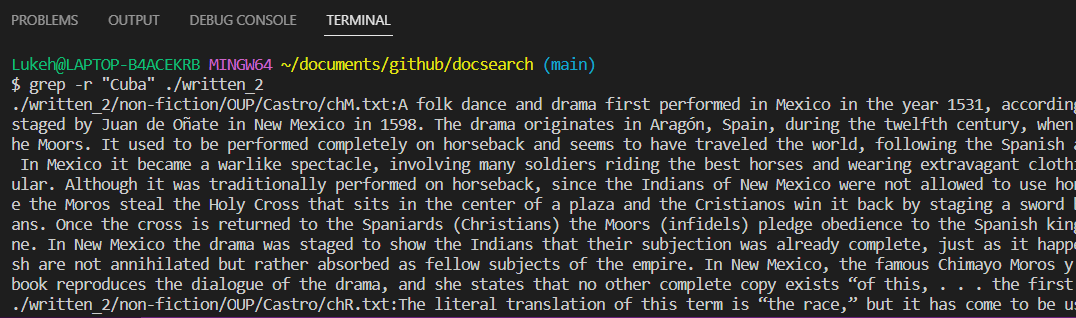 PROBLEMS OUTPUT DEBUG CONSOLE TERMINAL
Lukeh@LAPTOP-B4ACEKRB MINGW64 ~/documents/github/docsearch (main)
$ grep -r "Cuba" ./written_2
./written_2/non-fiction/OUP/Castro/chM.txt:A folk dance and drama first performed in Mexico in the year 1531, according
staged by Juan de Oñate in New Mexico in 1598. The drama originates in Aragón, Spain, during the twelfth century, when
he Moors. It used to be performed completely on horseback and seems to have traveled the world, following the Spanish
In Mexico it became a warlike spectacle, involving many soldiers riding the best horses and wearing extravagant clothi
ular. Although it was traditionally performed on horseback, since the Indians of New Mexico were not allowed to use ho
e the Moros steal the Holy Cross that sits in the center of a plaza and the Cristianos win it back by staging a sword
ans. Once the cross is returned to the Spaniards (Christians) the Moors (infidels) pledge obedience to the Spanish king
ne. In New Mexico the drama was staged to show the Indians that their subjection was already complete, just as it happe
sh are not annihilated but rather absorbed as fellow subjects of the empire. In New Mexico, the famous Chimayo Moros y
book reproduces the dialogue of the drama, and she states that no other complete copy exists “of this, . . . the first
./written_2/non-fiction/OUP/Castro/chR.txt:The literal translation of this term is “the race,” but it has come to be us